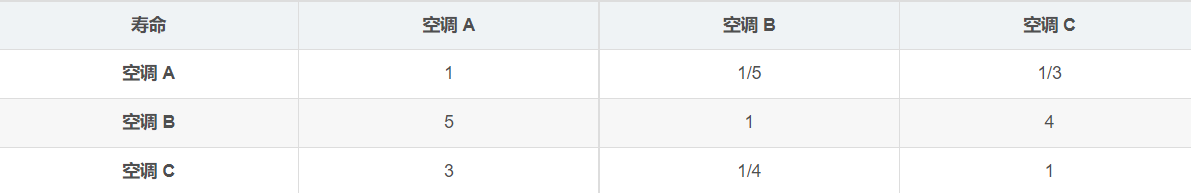 寿命 空调 A 空调 B 空调 C
空调 A 1 1/5 1/3
空调 B 5 1 4
空调 C 3 1/4 1